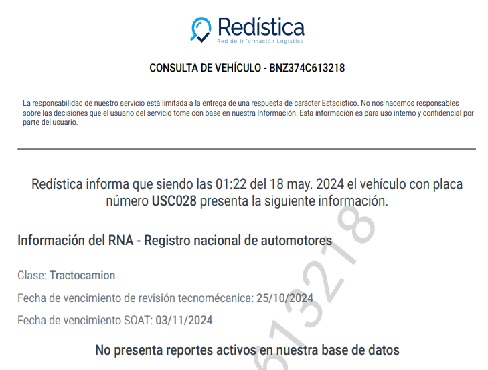 Redística
Red de Información Logística
CONSULTA DE VEHÍCULO - BNZ374C613218
La responsabilidad de nuestro servicio está limitada a la entrega de una respuesta de carácter Estadístico. No nos hacemos responsables
sobre las decisiones que el usuario del servicio tome con base en nuestra Información. Esta información es para uso interno y confidencial por
parte del usuario.
Redística informa que siendo las 01:22 del 18 may. 2024 el vehículo con placa
número USC028 presenta la siguiente información.
Información del RNA - Registro nacional de automotores
Clase: Tractocamion
Fecha de vencimiento de revisión tecnomécanica: 25/10/2024
Fecha de vencimiento SOAT: 03/11/2024
No presenta reportes activos en nuestra base de datos
613218